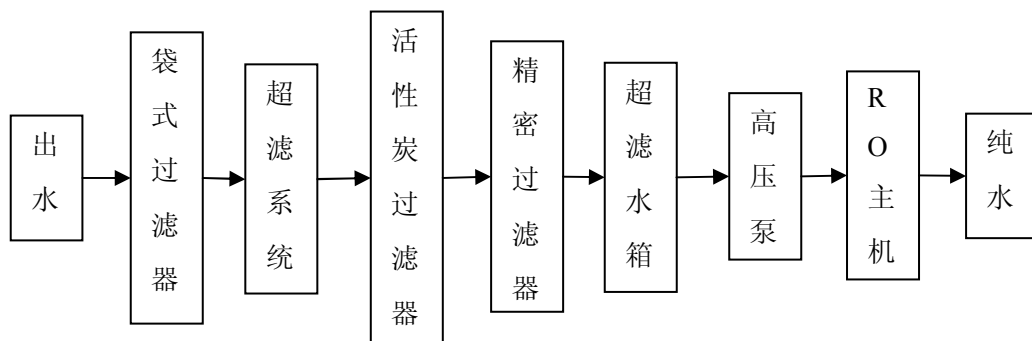 出水
袋式过滤器
超滤系统
活性炭过滤器
精密过滤器
超滤水箱
高压泵
RO主机
纯水